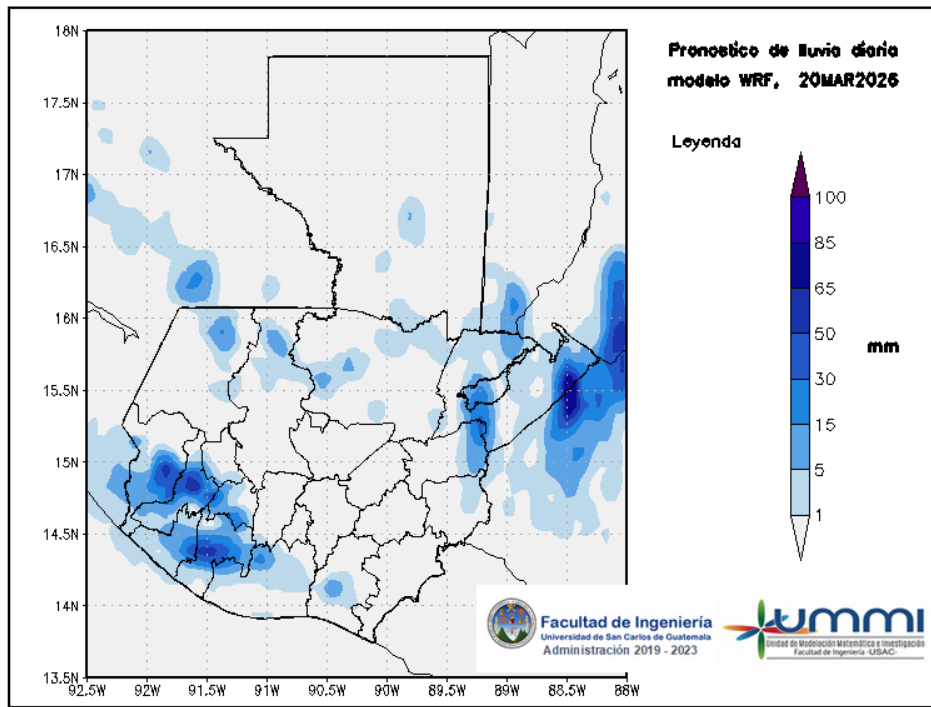 Pronostico de lluvia diaria
modelo WRF, 20MAR2026
Leyenda
100
85
65
50
30
15
5
1
mm
18N
17.5N
17N
16.5N
16N
15.5N
15N
14.5N
14N
13.5N
92.5W 92W 91.5W 91W 90.5W 90W 89.5W 89W 88.5W 88W
Facultad de Ingeniería
Universidad de San Carlos de Guatemala
Administración 2019 - 2023
UMMI
Unidad de Modelación Matemática e Investigación
Facultad de Ingeniería -USAC-